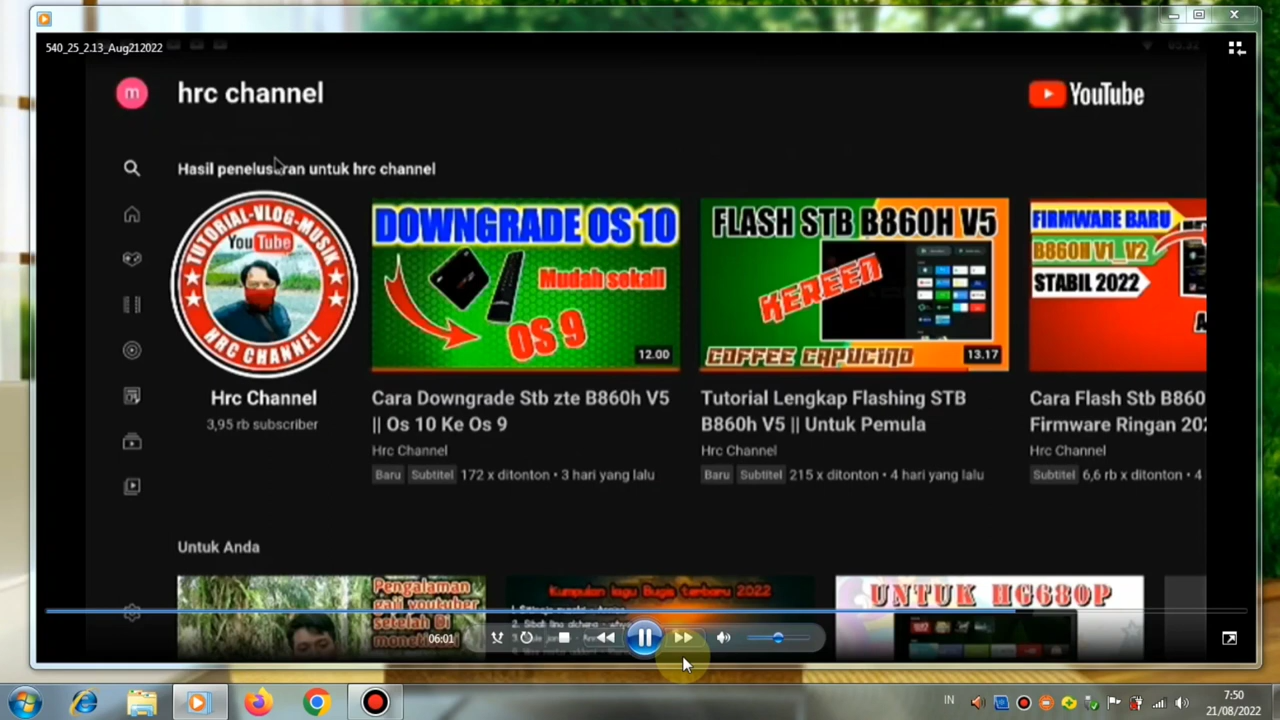 540_25_2.13_Aug212022
m
hrc channel
YouTube
Hasil penelusuran untuk hrc channel
TUTORIAL-VLOG-MUSIK
YouTube
HRC CHANNEL
DOWNGRADE OS 10
Mudah sekali
OS 9
12.00
FLASH STB B860H V5
KEREEN
COFFEE CAPUCINO
13.17
FIRMWARE BARU
B860H V1_V2
STABIL 2022
Hrc Channel
3,95 rb subscriber
Cara Downgrade Stb zte B860h V5
|| Os 10 Ke Os 9
Hrc Channel
Baru Subtitel 172 x ditonton • 3 hari yang lalu
Tutorial Lengkap Flashing STB
B860h V5 || Untuk Pemula
Hrc Channel
Baru Subtitel 215 x ditonton • 4 hari yang lalu
Cara Flash Stb B860
Firmware Ringan 202
Hrc Channel
Subtitel 6,6 rb x ditonton • 4
Untuk Anda
Pengalaman
gaji youtuber
setelah Di
Kumpulan lagu Bugis terbaru 2022
UNTUK HG680P
06:01
IN
7:50
21/08/2022